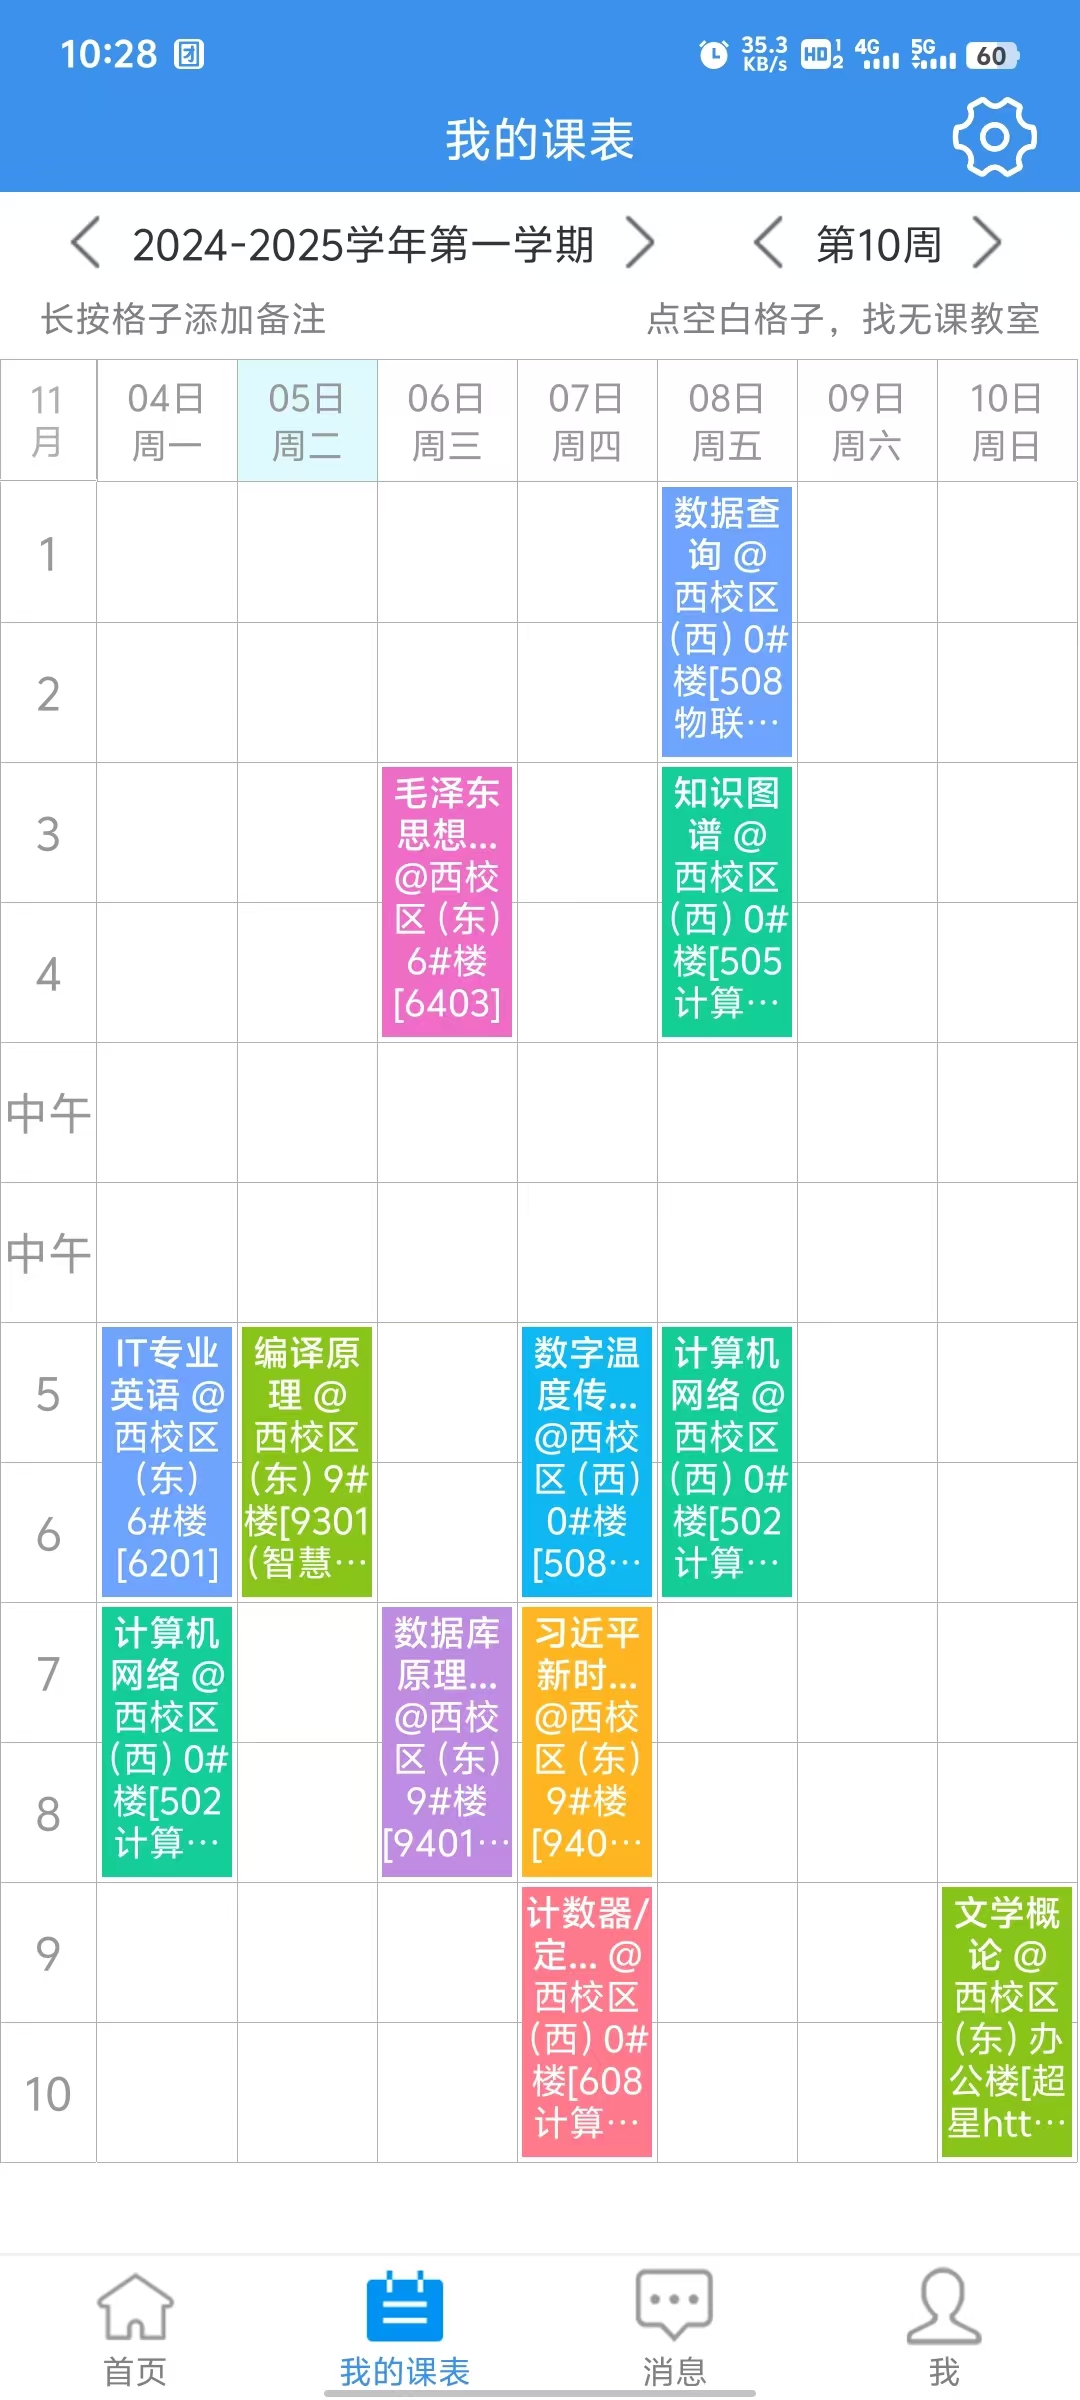 10:28 团 35.3 KB/s HD 1 2 4G 5G 60
我的课表
2024-2025学年第一学期 第10周
长按格子添加备注 点空白格子，找无课教室
11月 04日 05日 06日 07日 08日 09日 10日
周一 周二 周三 周四 周五 周六 周日
1
2
数据查
询 @
西校区
(西) 0#
楼[508
物联…
3
4
毛泽东
思想...
@西校
区 (东)
6#楼
[6403]
知识图
谱 @
西校区
(西) 0#
楼[505
计算…
中午
中午
5
6
IT专业
英语 @
西校区
(东)
6#楼
[6201]
编译原
理 @
西校区
(东) 9#
楼[9301
(智慧…
数字温
度传...
@西校
区 (西)
0#楼
[508…
计算机
网络 @
西校区
(西) 0#
楼[502
计算…
7
8
计算机
网络 @
西校区
(西) 0#
楼[502
计算…
数据库
原理...
@西校
区 (东)
9#楼
[9401…
习近平
新时...
@西校
区 (东)
9#楼
[940…
9
10
计数器/
定... @
西校区
(西) 0#
楼[608
计算…
文学概
论 @
西校区
(东) 办
公楼[超
星htt…
首页 我的课表 消息 我